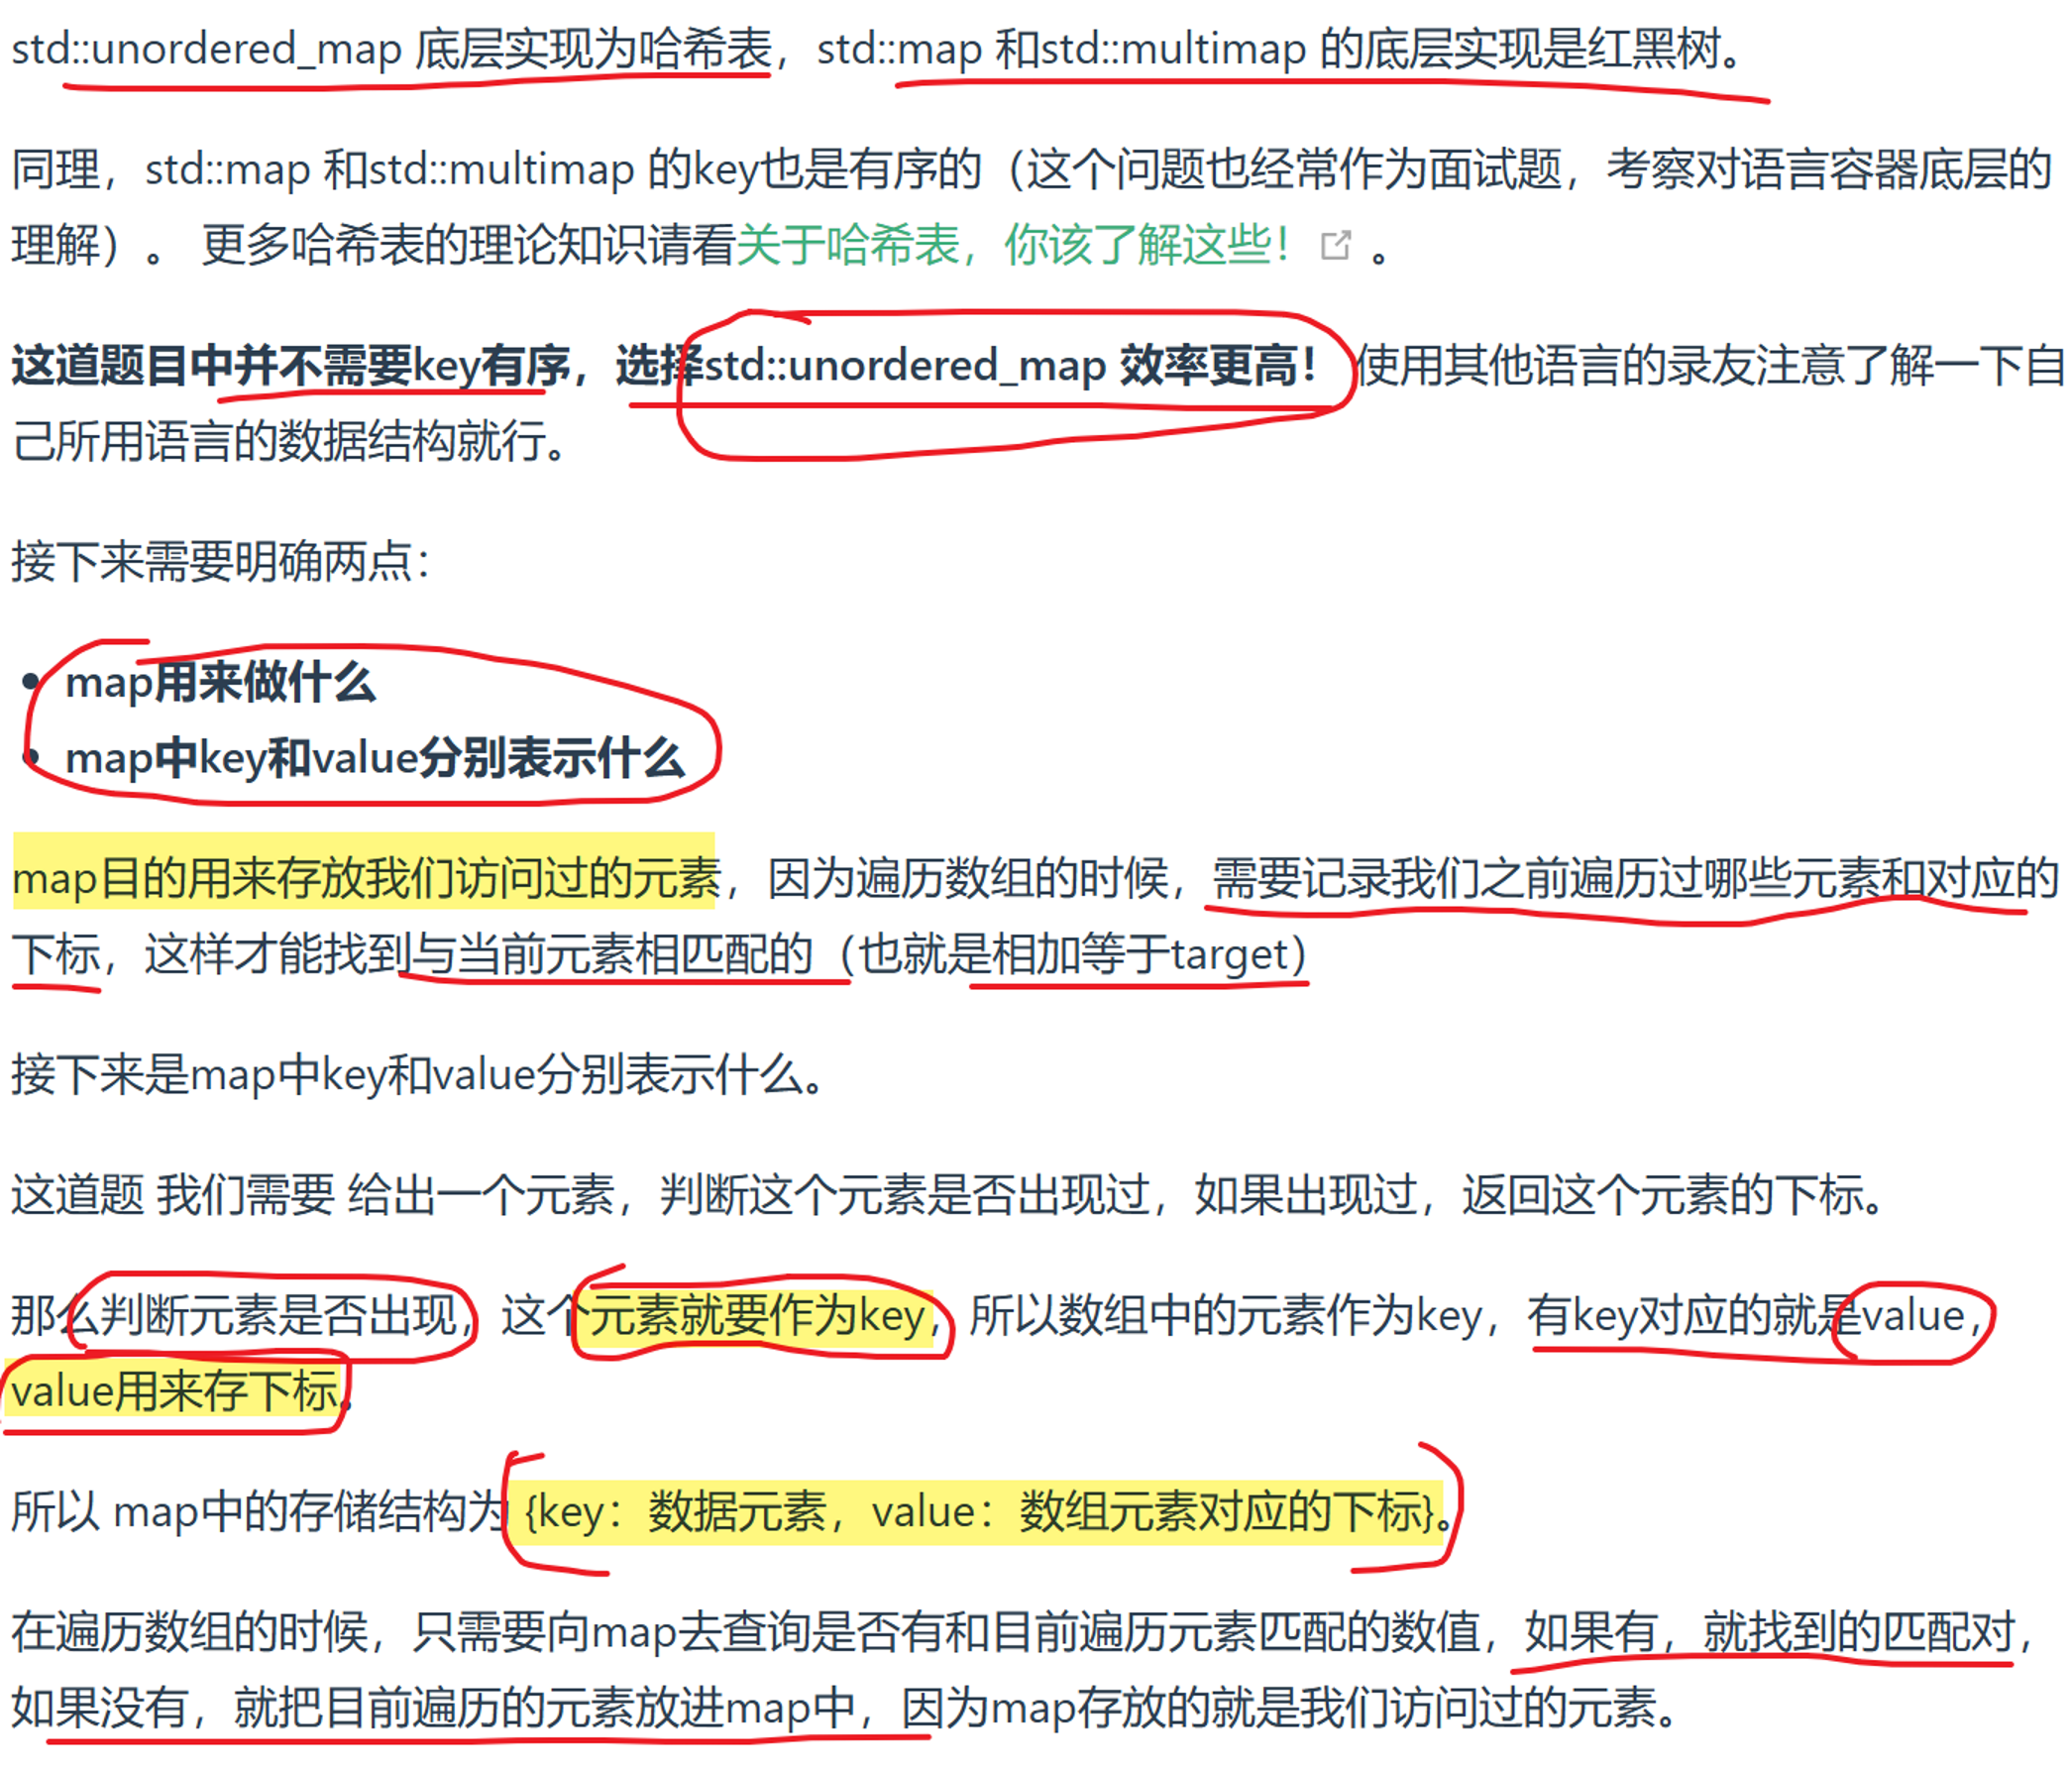 std::unordered_map 底层实现为哈希表，std::map 和std::multimap 的底层实现是红黑树。
同理，std::map 和std::multimap 的key也是有序的（这个问题也经常作为面试题，考察对语言容器底层的
理解）。 更多哈希表的理论知识请看关于哈希表，你该了解这些！ 。
这道题目中并不需要key有序，选择std::unordered_map 效率更高！ 使用其他语言的录友注意了解一下自
己所用语言的数据结构就行。
接下来需要明确两点：
• map用来做什么
• map中key和value分别表示什么
map目的用来存放我们访问过的元素，因为遍历数组的时候，需要记录我们之前遍历过哪些元素和对应的
下标，这样才能找到与当前元素相匹配的（也就是相加等于target）
接下来是map中key和value分别表示什么。
这道题 我们需要 给出一个元素，判断这个元素是否出现过，如果出现过，返回这个元素的下标。
那么判断元素是否出现，这个元素就要作为key，所以数组中的元素作为key，有key对应的就是value，
value用来存下标。
所以 map中的存储结构为 {key：数据元素，value：数组元素对应的下标}。
在遍历数组的时候，只需要向map去查询是否有和目前遍历元素匹配的数值，如果有，就找到的匹配对，
如果没有，就把目前遍历的元素放进map中，因为map存放的就是我们访问过的元素。